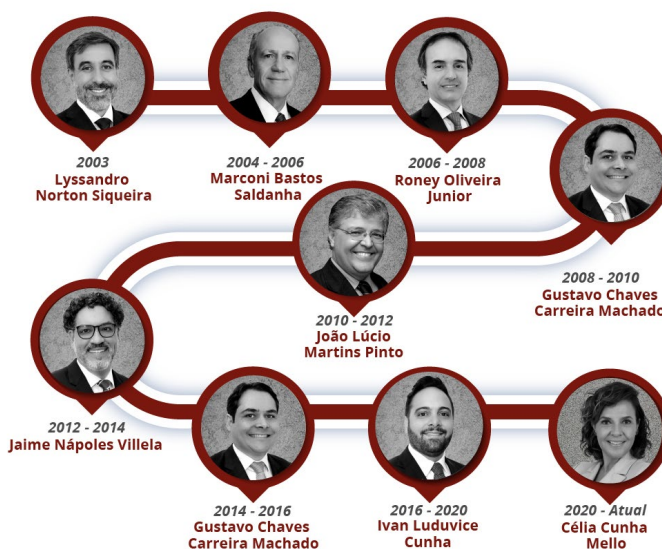 2003
Lyssandro
Norton Siqueira
2004 - 2006
Marconi Bastos
Saldanha
2006 - 2008
Roney Oliveira
Junior
2008 - 2010
Gustavo Chaves
Carreira Machado
2010 - 2012
João Lúcio
Martins Pinto
2012 - 2014
Jaime Nápoles Villela
2014 - 2016
Gustavo Chaves
Carreira Machado
2016 - 2020
Ivan Luduvice
Cunha
2020 - Atual
Célia Cunha
Mello